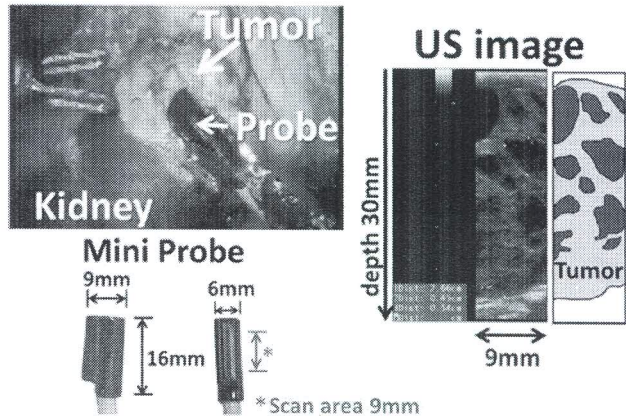 Tumor
Probe
Kidney
US image
depth 30mm
Tumor
9mm
Mini Probe
9mm
16mm
6mm
*
*Scan area 9mm